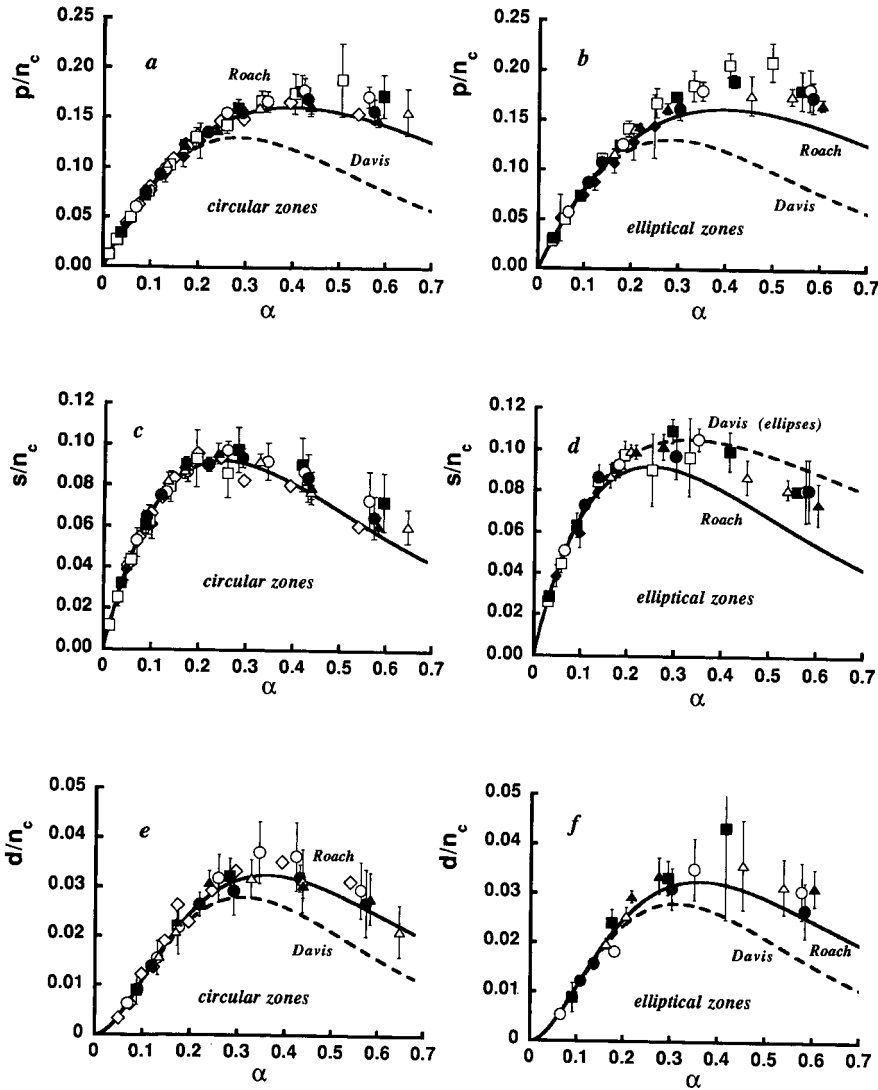 a
p/nc
0.25
0.20
0.15
0.10
0.05
0.00
Roach
Davis
circular zones
0 0.1 0.2 0.3 0.4 0.5 0.6 0.7
α
b
p/nc
0.25
0.20
0.15
0.10
0.05
0.00
Roach
Davis
elliptical zones
0 0.1 0.2 0.3 0.4 0.5 0.6 0.7
α
c
s/nc
0.12
0.10
0.08
0.06
0.04
0.02
0.00
circular zones
0 0.1 0.2 0.3 0.4 0.5 0.6 0.7
α
d
s/nc
0.12
0.10
0.08
0.06
0.04
0.02
0.00
Davis (ellipses)
Roach
elliptical zones
0 0.1 0.2 0.3 0.4 0.5 0.6 0.7
α
e
d/nc
0.05
0.04
0.03
0.02
0.01
0
Roach
Davis
circular zones
0 0.1 0.2 0.3 0.4 0.5 0.6 0.7
α
f
d/nc
0.05
0.04
0.03
0.02
0.01
0
Davis
Roach
elliptical zones
0 0.1 0.2 0.3 0.4 0.5 0.6 0.7
α